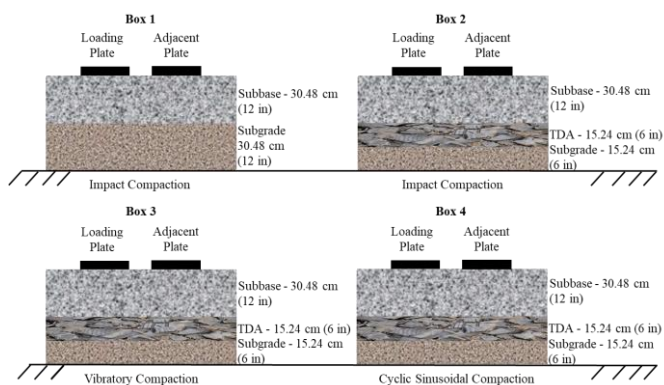 Box 1
Loading
Plate
Adjacent
Plate
Subbase - 30.48 cm
(12 in)
Subgrade
30.48 cm
(12 in)
Impact Compaction
Box 2
Loading
Plate
Adjacent
Plate
Subbase - 30.48 cm
(12 in)
TDA - 15.24 cm (6 in)
Subgrade - 15.24 cm
(6 in)
Impact Compaction
Box 3
Loading
Plate
Adjacent
Plate
Subbase - 30.48 cm
(12 in)
TDA - 15.24 cm (6 in)
Subgrade - 15.24 cm
(6 in)
Vibratory Compaction
Box 4
Loading
Plate
Adjacent
Plate
Subbase - 30.48 cm
(12 in)
TDA - 15.24 cm (6 in)
Subgrade - 15.24 cm
(6 in)
Cyclic Sinusoidal Compaction